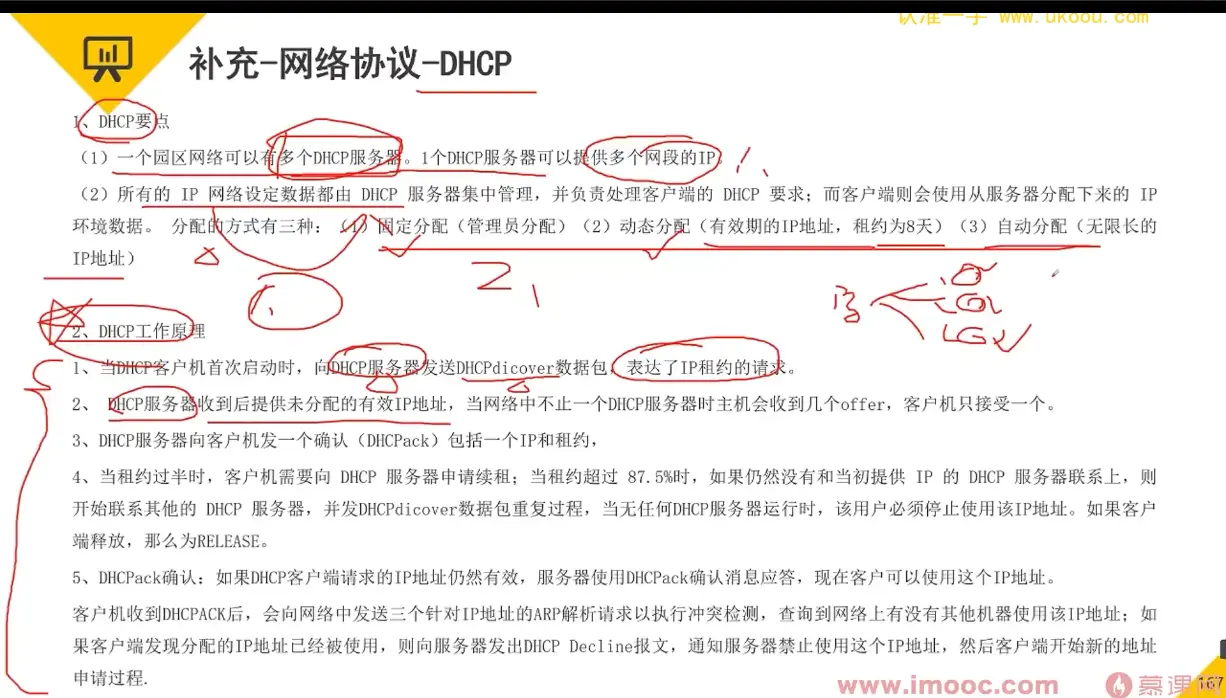 认准一手 www.ukoou.com
补充-网络协议-DHCP
1、DHCP要点
（1）一个园区网络可以有多个DHCP服务器。1个DHCP服务器可以提供多个网段的IP。
（2）所有的 IP 网络设定数据都由 DHCP 服务器集中管理，并负责处理客户端的 DHCP 要求；而客户端则会使用从服务器分配下来的 IP
环境数据。 分配的方式有三种：（1）固定分配（管理员分配）（2）动态分配（有效期的IP地址，租约为8天）（3）自动分配（无限长的
IP地址）
2、DHCP工作原理
1、当DHCP客户机首次启动时，向DHCP服务器发送DHCPdicover数据包，表达了IP租约的请求。
2、 DHCP服务器收到后提供未分配的有效IP地址，当网络中不止一个DHCP服务器时主机会收到几个offer，客户机只接受一个。
3、DHCP服务器向客户机发一个确认（DHCPack）包括一个IP和租约，
4、当租约过半时，客户机需要向 DHCP 服务器申请续租；当租约超过 87.5%时，如果仍然没有和当初提供 IP 的 DHCP 服务器联系上，则
开始联系其他的 DHCP 服务器，并发DHCPdicover数据包重复过程，当无任何DHCP服务器运行时，该用户必须停止使用该IP地址。如果客户
端释放，那么为RELEASE。
5、DHCPack确认：如果DHCP客户端请求的IP地址仍然有效，服务器使用DHCPack确认消息应答，现在客户可以使用这个IP地址。
客户机收到DHCPACK后，会向网络中发送三个针对IP地址的ARP解析请求以执行冲突检测，查询到网络上有没有其他机器使用该IP地址；如
果客户端发现分配的IP地址已经被使用，则向服务器发出DHCP Decline报文，通知服务器禁止使用这个IP地址，然后客户端开始新的地址
申请过程.
www.imooc.com 慕课 167